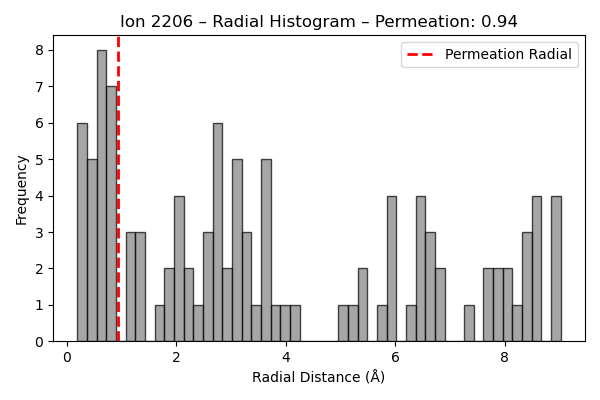 Ion 2206 – Radial Histogram – Permeation: 0.94
Permeation Radial
Frequency
8
7
6
5
4
3
2
1
0
0 2 4 6 8
Radial Distance (Å)